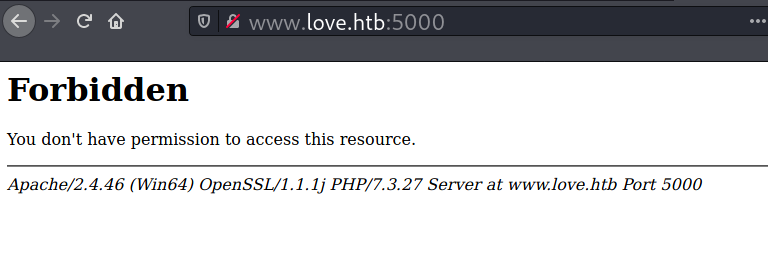 www.love.htb:5000
Forbidden
You don't have permission to access this resource.
Apache/2.4.46 (Win64) OpenSSL/1.1.1j PHP/7.3.27 Server at www.love.htb Port 5000